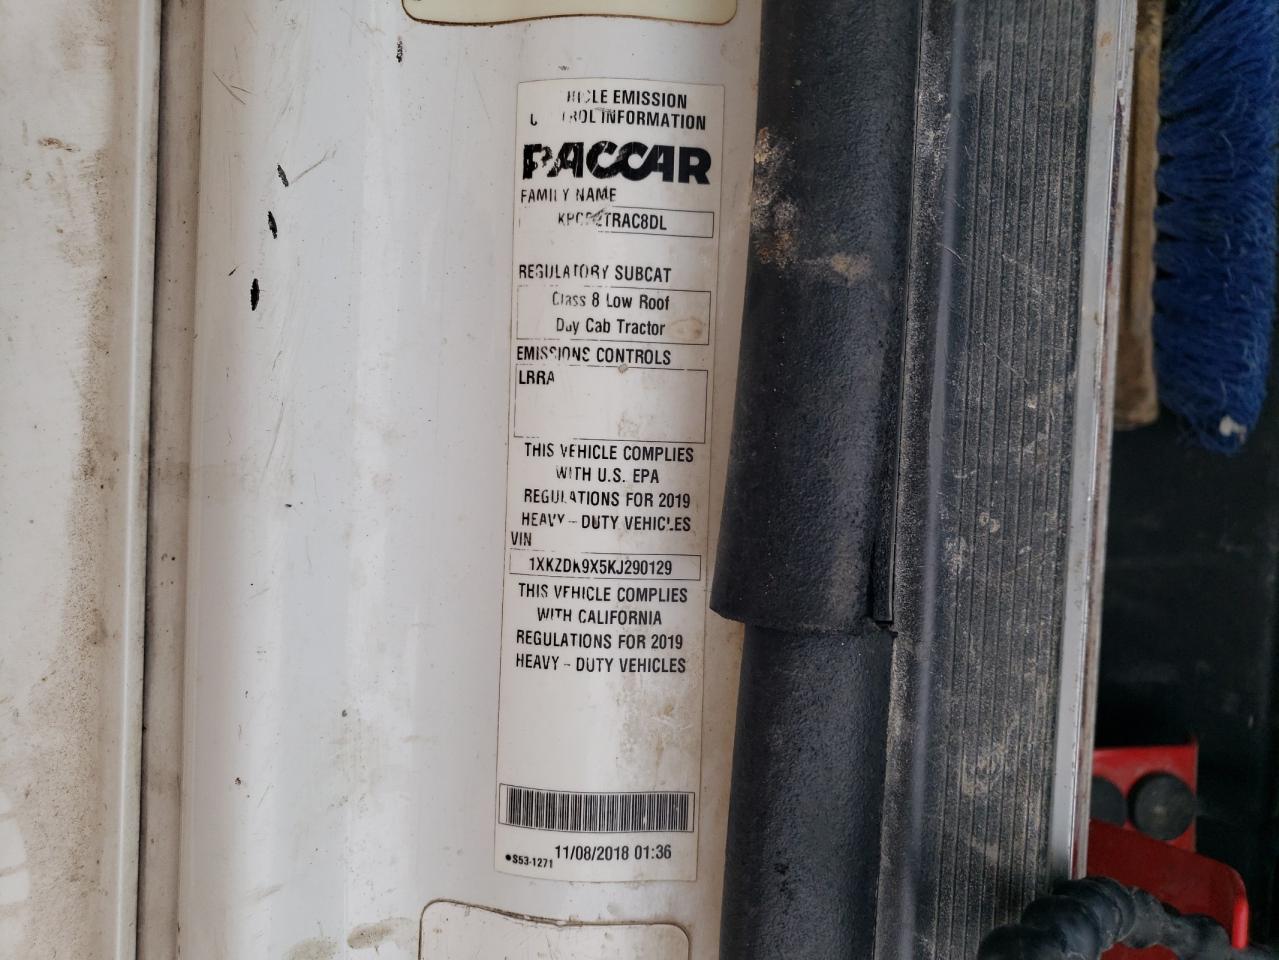 EMISSION
INFORMATION
PACCAR
FAMILY NAME
REGULATORY SUBCAT
Class 8 Low Roof
Day Cab Tractor
EMISSIONS CONTROLS
LRRA
THIS VEHICLE COMPLIES
WITH U.S. EPA
REGULATIONS FOR 2019
HEAVY - DUTY VEHICLES
VIN
1XKZDK9X5KJ290129
THIS VEHICLE COMPLIES
WITH CALIFORNIA
REGULATIONS FOR 2019
HEAVY - DUTY VEHICLES
•S53-1271 11/08/2018 01:36